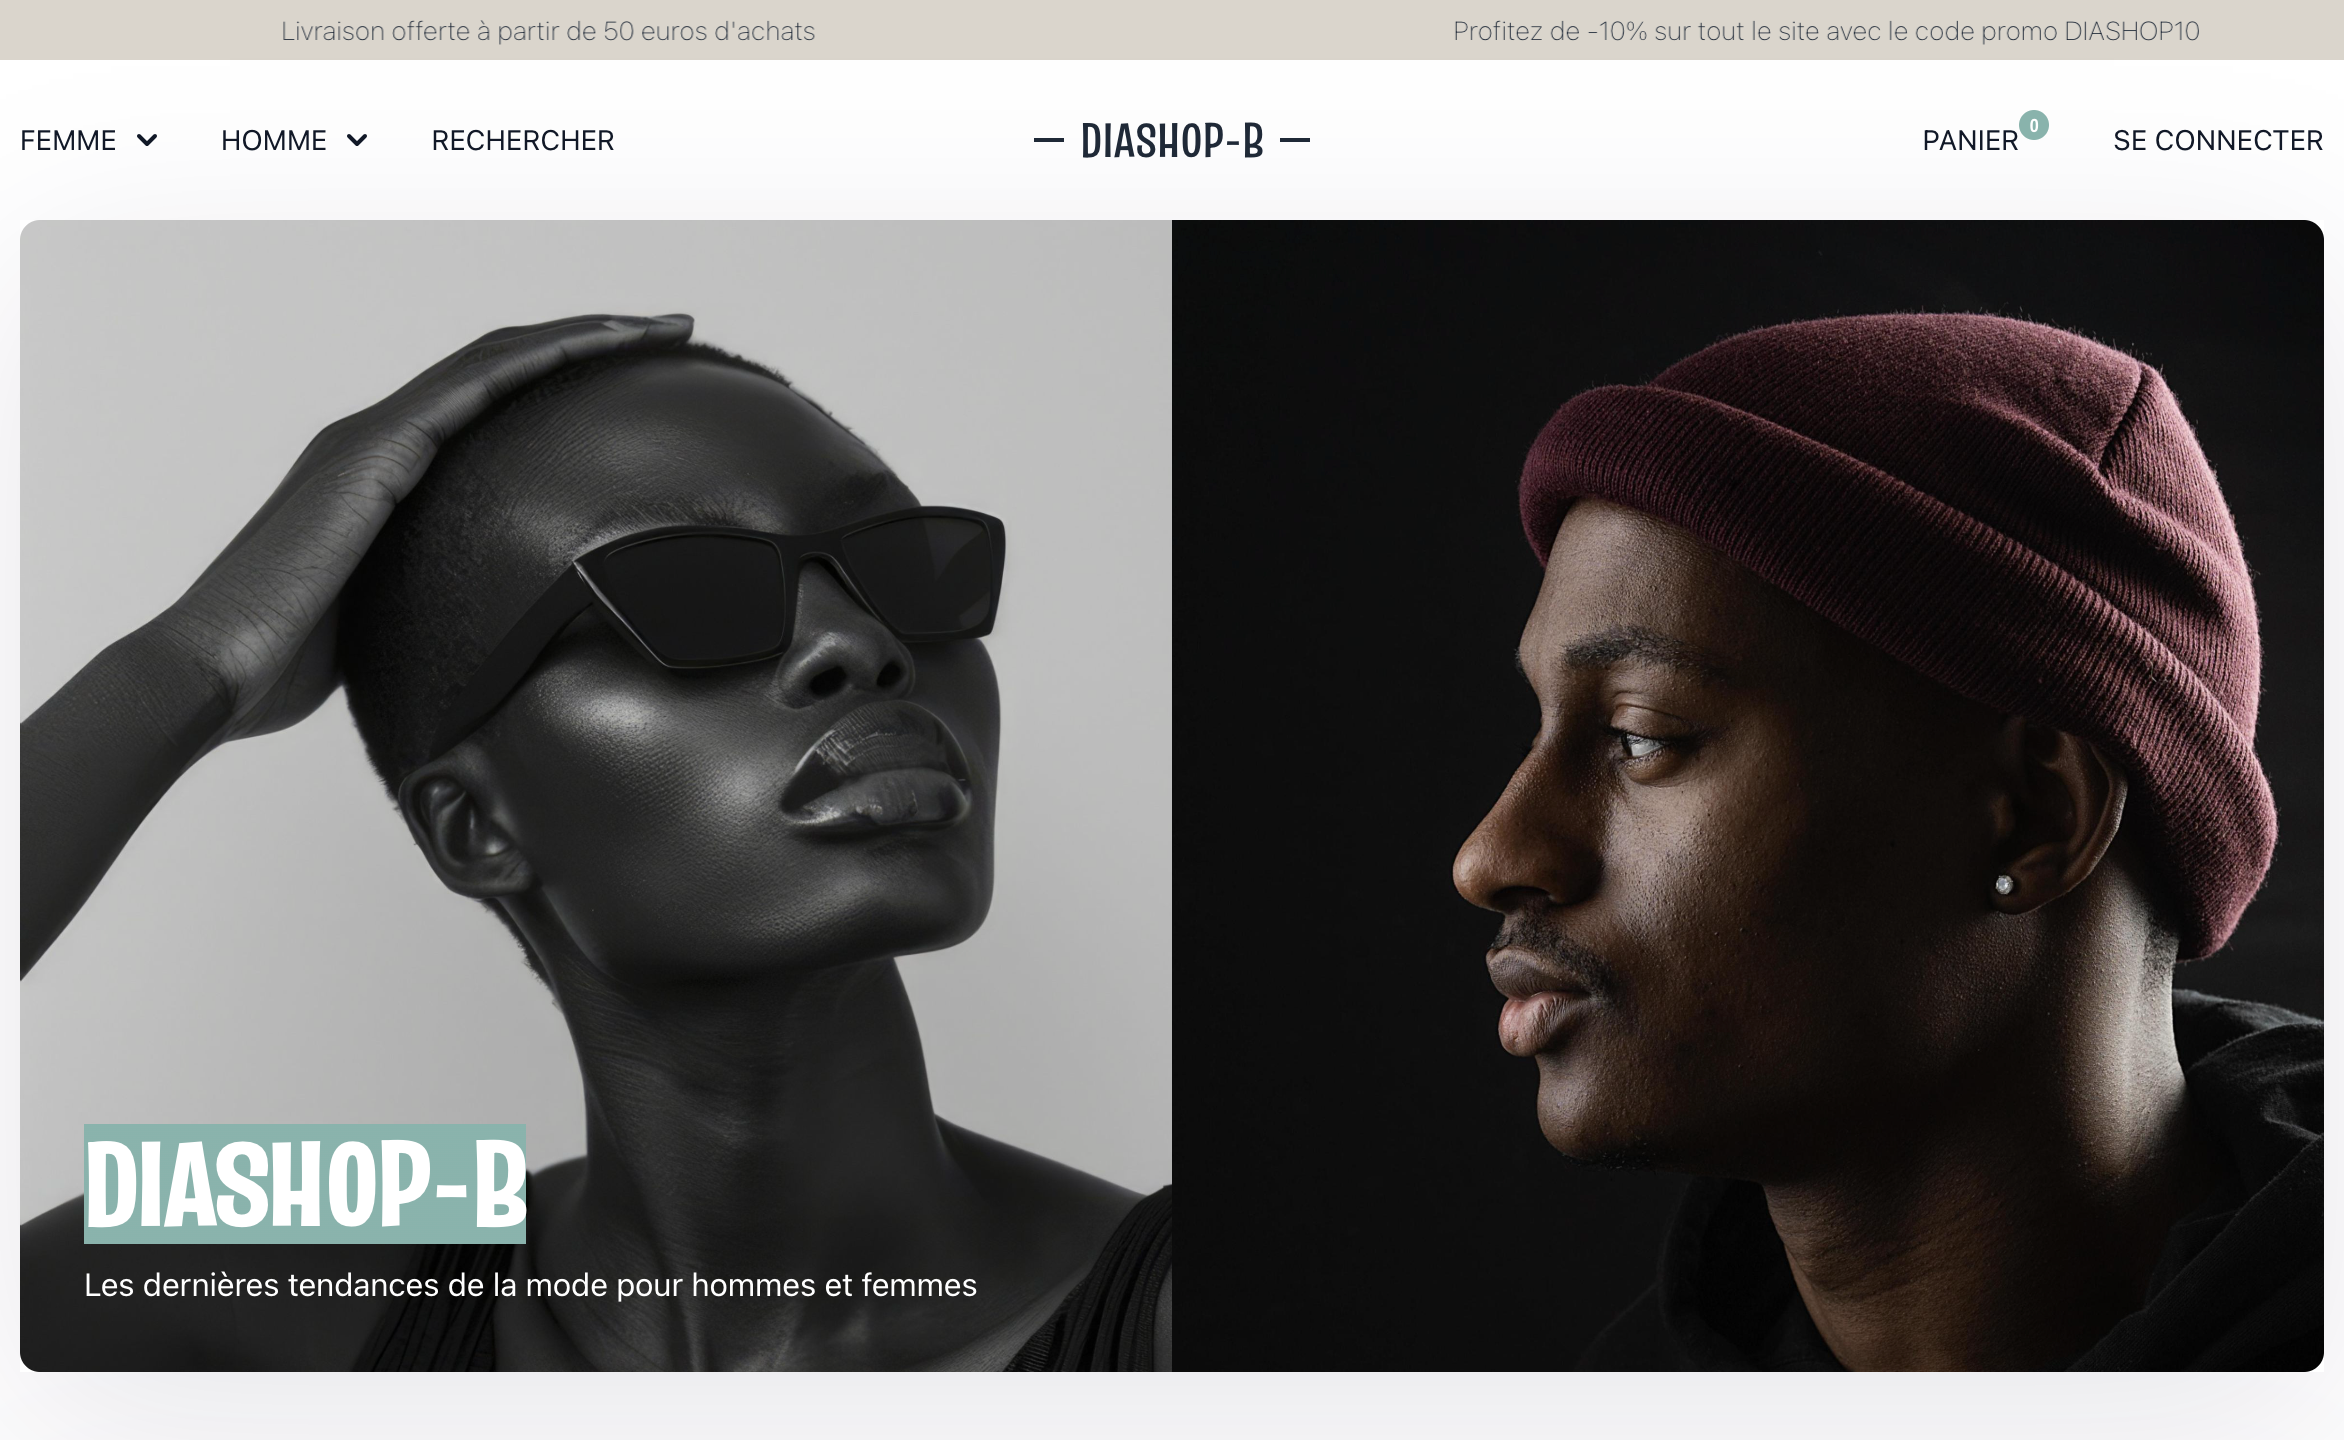 Livraison offerte à partir de 50 euros d'achats
Profitez de -10% sur tout le site avec le code promo DIASHOP10
FEMME
HOMME
RECHERCHER
— DIASHOP-B —
PANIER
0
SE CONNECTER
DIASHOP-B
Les dernières tendances de la mode pour hommes et femmes